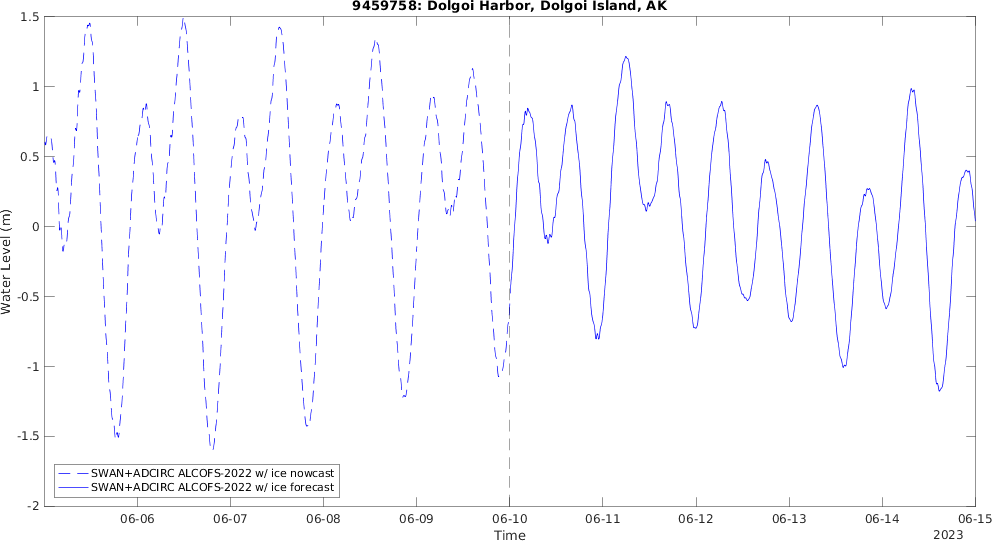 9459758: Dolgoi Harbor, Dolgoi Island, AK
1.5
1
0.5
0
-0.5
-1
-1.5
-2
Water Level (m)
SWAN+ADCIRC ALCOFS-2022 w/ ice nowcast
SWAN+ADCIRC ALCOFS-2022 w/ ice forecast
06-06 06-07 06-08 06-09 06-10 06-11 06-12 06-13 06-14 06-15
Time
2023